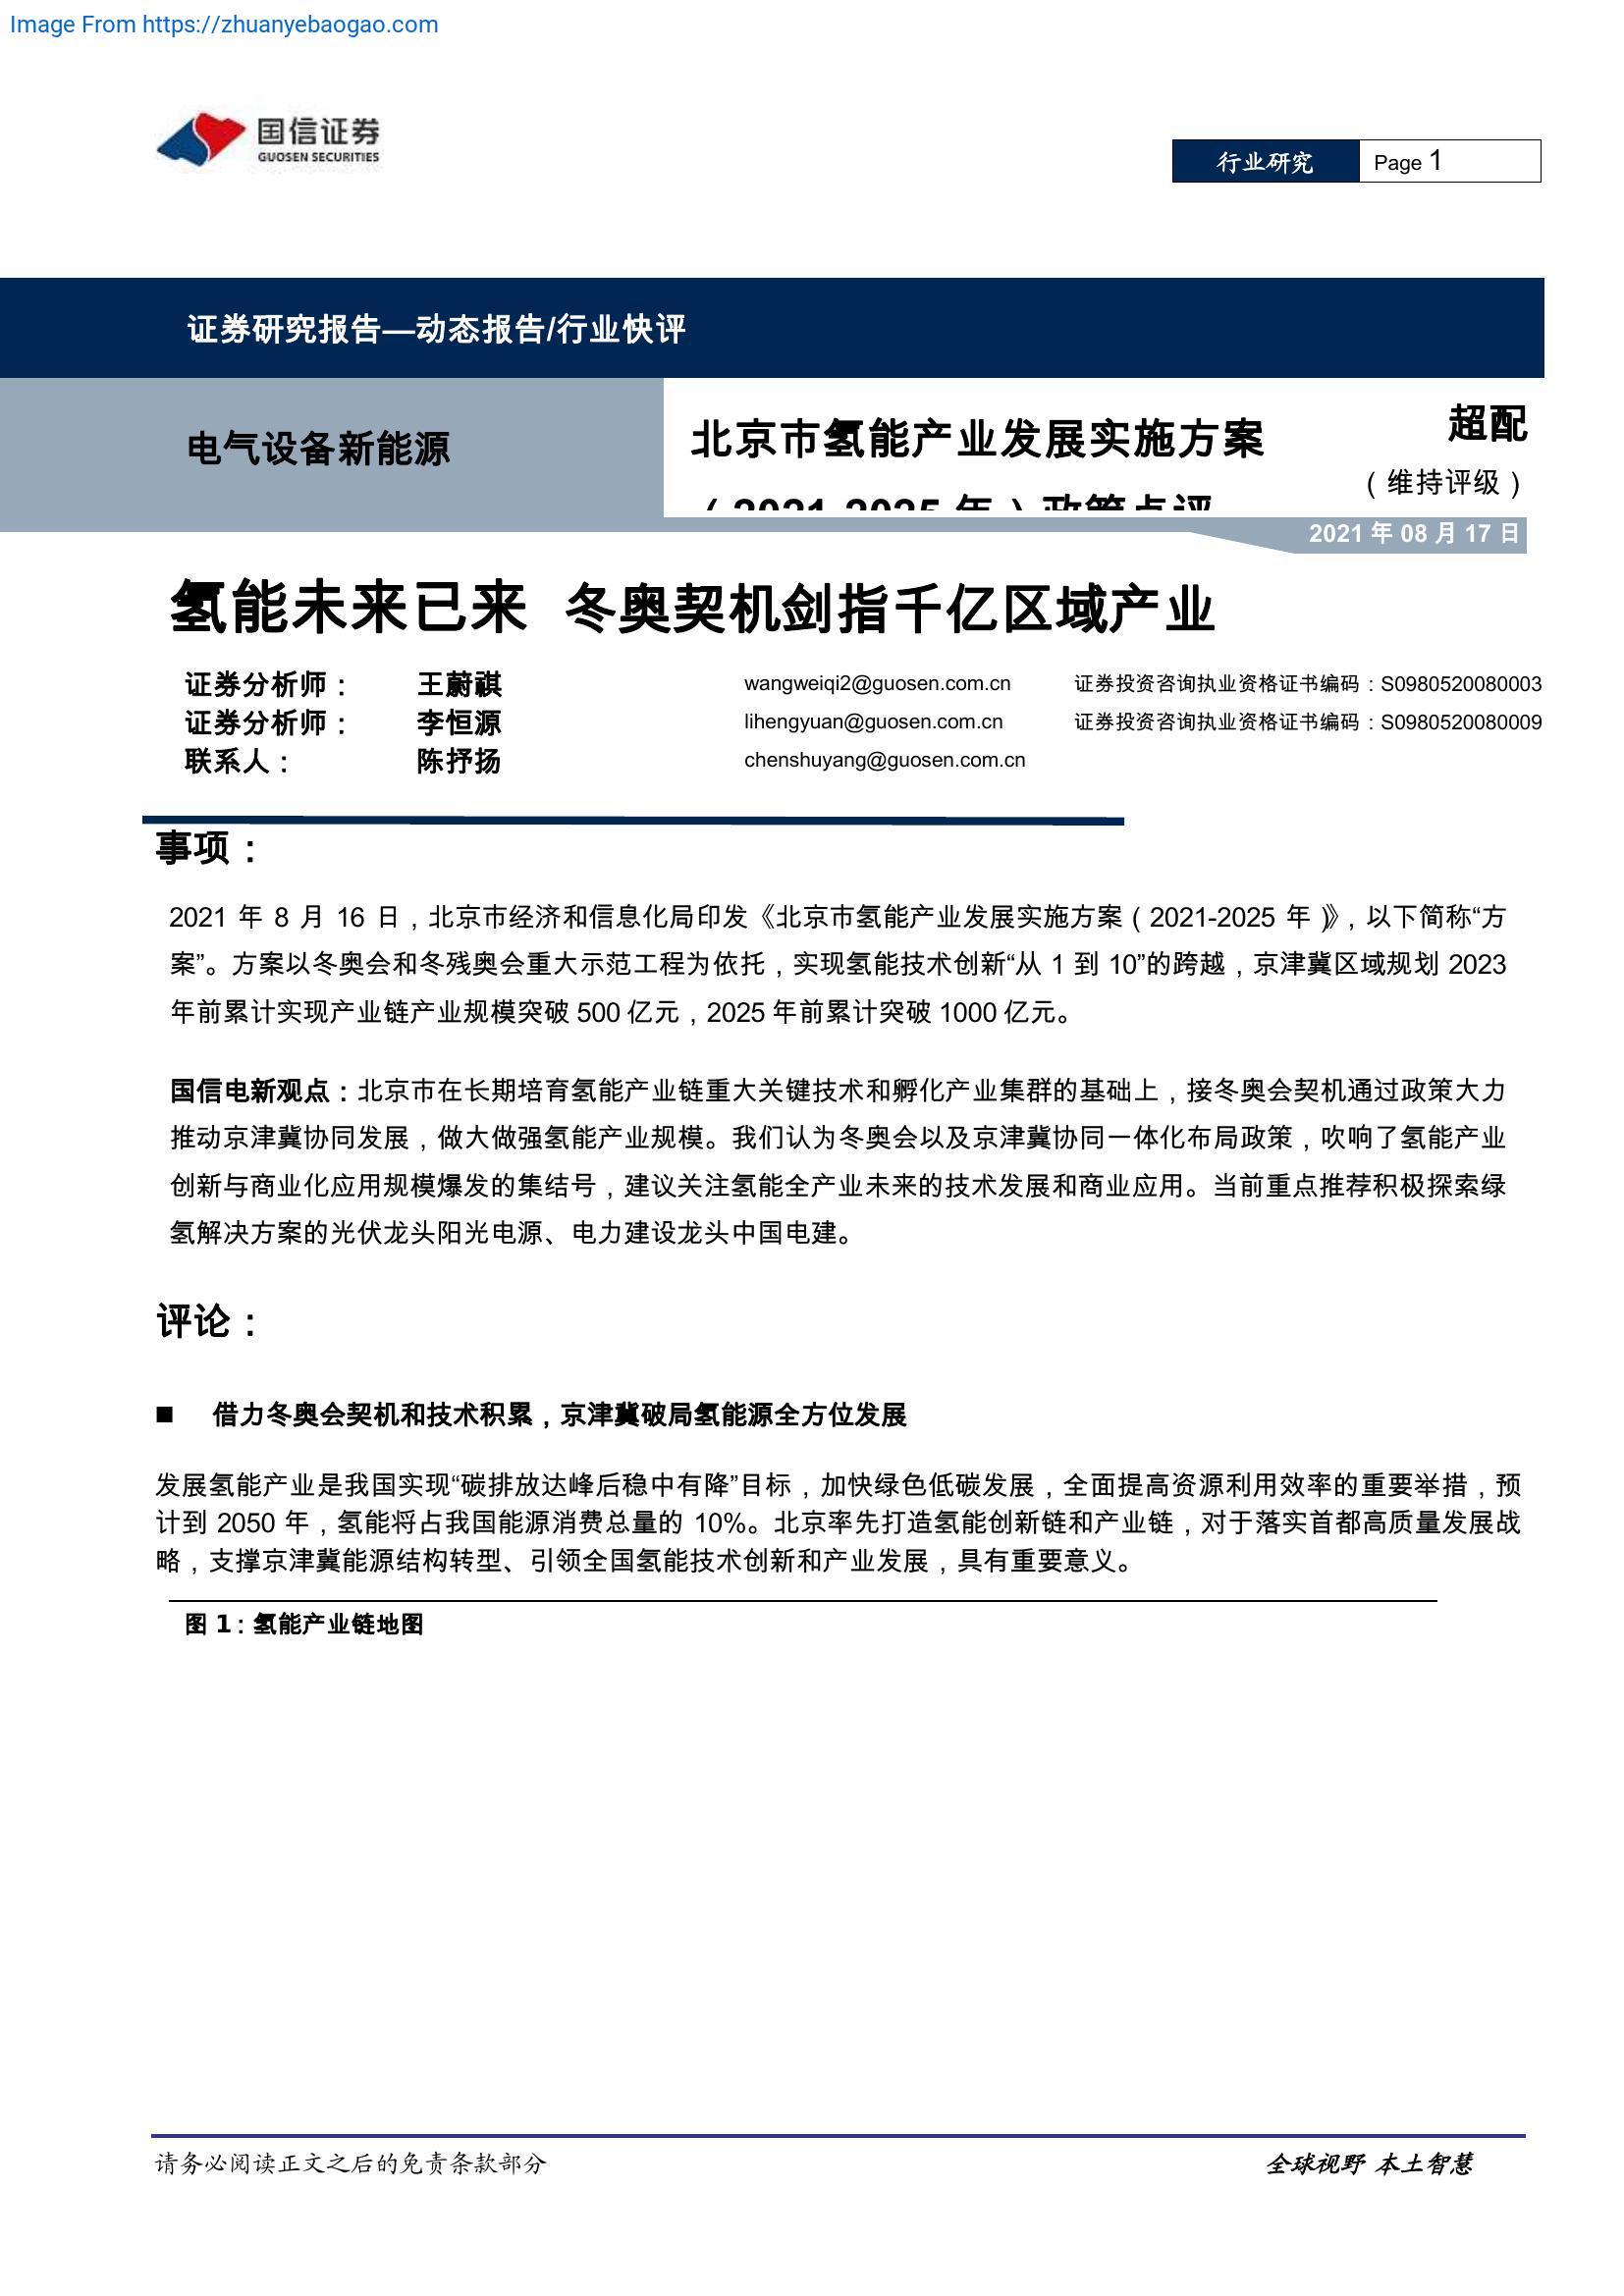 Image From https://zhuanyebaogao.com
国信证券
GUOSEN SECURITIES
行业研究 Page 1
证券研究报告—动态报告/行业快评
电气设备新能源
北京市氢能产业发展实施方案
（2021-2025 年）政策点评
超配
（维持评级）
2021 年 08 月 17 日
氢能未来已来 冬奥契机剑指千亿区域产业
证券分析师： 王蔚祺 wangweiqi2@guosen.com.cn 证券投资咨询执业资格证书编码：S0980520080003
证券分析师： 李恒源 lihengyuan@guosen.com.cn 证券投资咨询执业资格证书编码：S0980520080009
联系人： 陈抒扬 chenshuyang@guosen.com.cn
事项：
2021 年 8 月 16 日，北京市经济和信息化局印发《北京市氢能产业发展实施方案（2021-2025 年）》，以下简称“方
案”。方案以冬奥会和冬残奥会重大示范工程为依托，实现氢能技术创新“从 1 到 10”的跨越，京津冀区域规划 2023
年前累计实现产业链产业规模突破 500 亿元，2025 年前累计突破 1000 亿元。
国信电新观点：北京市在长期培育氢能产业链重大关键技术和孵化产业集群的基础上，接冬奥会契机通过政策大力
推动京津冀协同发展，做大做强氢能产业规模。我们认为冬奥会以及京津冀协同一体化布局政策，吹响了氢能产业
创新与商业化应用规模爆发的集结号，建议关注氢能全产业未来的技术发展和商业应用。当前重点推荐积极探索绿
氢解决方案的光伏龙头阳光电源、电力建设龙头中国电建。
评论：
■ 借力冬奥会契机和技术积累，京津冀破局氢能源全方位发展
发展氢能产业是我国实现“碳排放达峰后稳中有降”目标，加快绿色低碳发展，全面提高资源利用效率的重要举措，预
计到 2050 年，氢能将占我国能源消费总量的 10%。北京率先打造氢能创新链和产业链，对于落实首都高质量发展战
略，支撑京津冀能源结构转型、引领全国氢能技术创新和产业发展，具有重要意义。
图 1：氢能产业链地图
请务必阅读正文之后的免责条款部分
全球视野 本土智慧